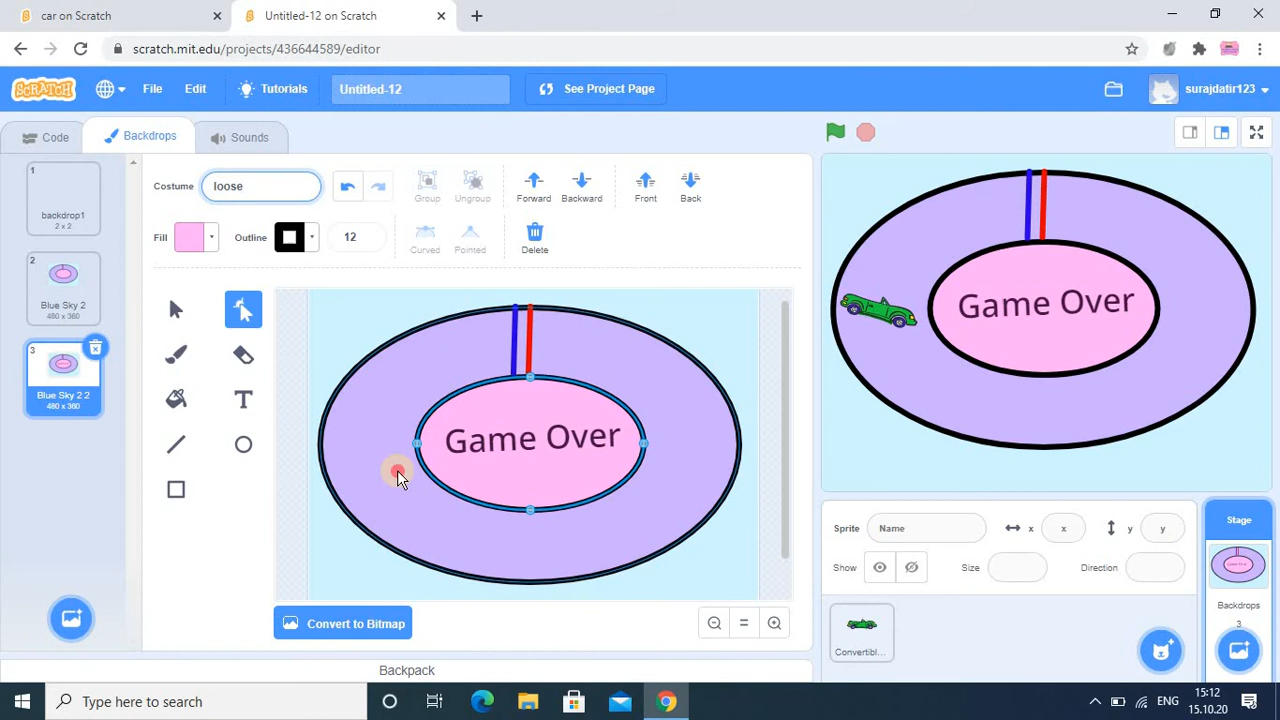 car on Scratch
Untitled-12 on Scratch
scratch.mit.edu/projects/436644589/editor
SCRATCH
File
Edit
Tutorials
Untitled-12
See Project Page
surajdatir123
Code
Backdrops
Sounds
Costume
loose
Group
Ungroup
Forward
Backward
Front
Back
Fill
Outline
12
Curved
Pointed
Delete
1
backdrop1
2 x 2
2
Blue Sky 2
480 x 360
3
Blue Sky 2 2
480 x 360
Game Over
Game Over
Convert to Bitmap
Backpack
Sprite
Name
x
x
y
y
Show
Size
Direction
Convertibl...
Stage
Backdrops
3
Type here to search
ENG
15:12
15.10.20